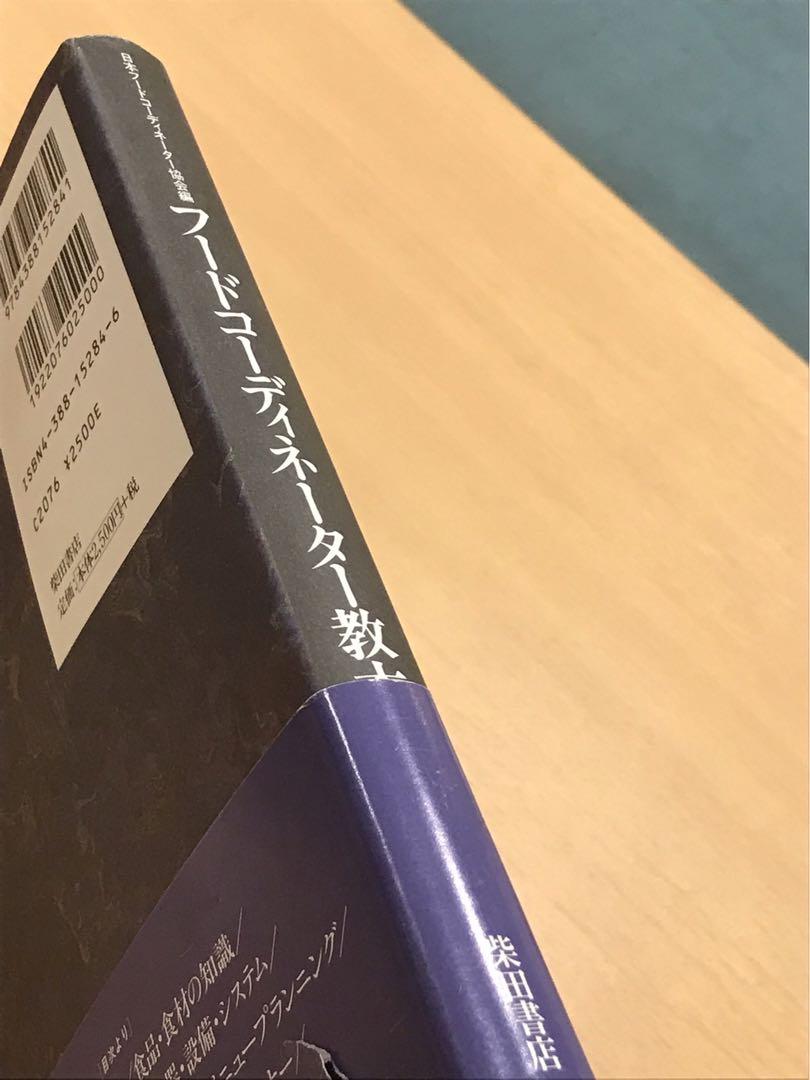 日本フードコーディネーター協会編
フードコーディネーター教
柴田書店
9784388152841
1922076025000
ISBN4-388-15284-6
C2076 ¥2500E
柴田書店
定価:本体2,500円+税
[目次より]
食品・食材の知識/
設備・システム/
ニュープランニング/